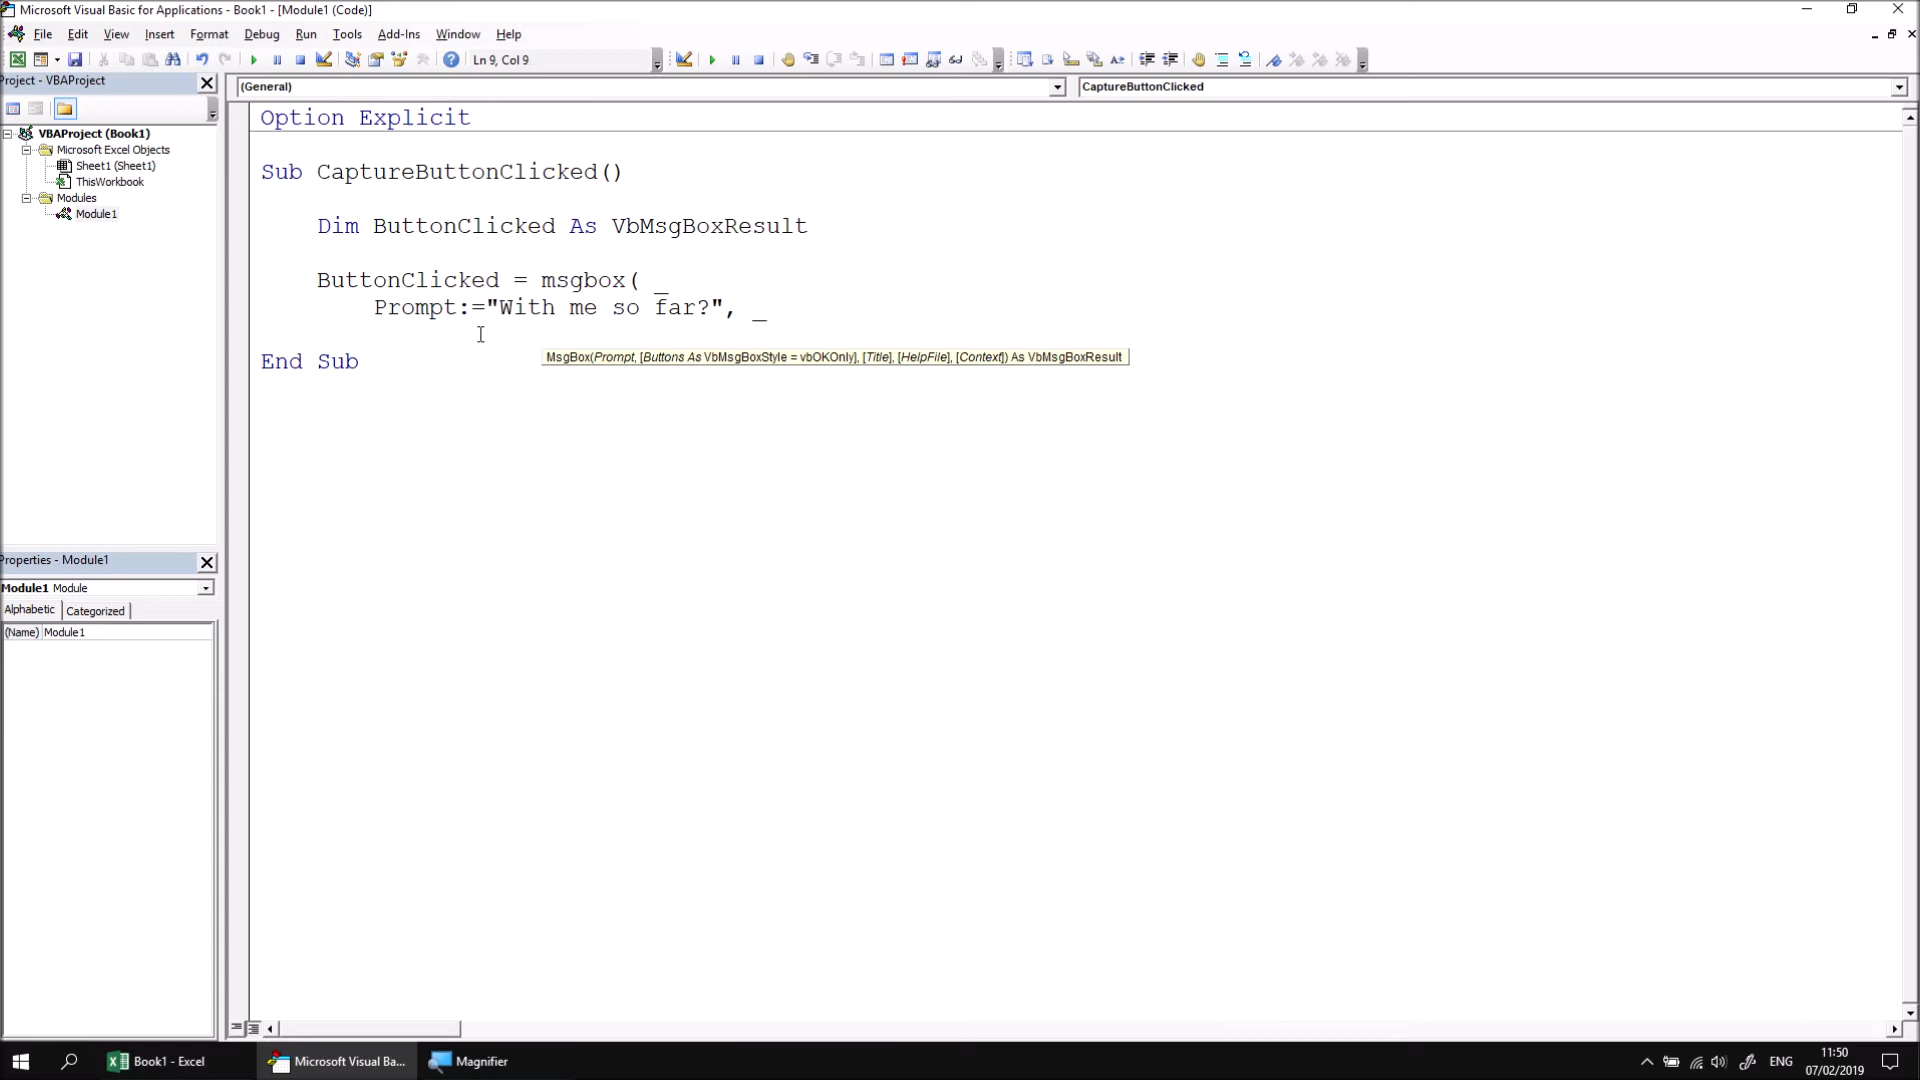 Microsoft Visual Basic for Applications - Book1 - [Module1 (Code)]
File Edit View Insert Format Debug Run Tools Add-Ins Window Help
Ln 9, Col 9
Project - VBAProject
(General)
CaptureButtonClicked
VBAProject (Book1)
Microsoft Excel Objects
Sheet1 (Sheet1)
ThisWorkbook
Modules
Module1
Option Explicit
Sub CaptureButtonClicked()
Dim ButtonClicked As VbMsgBoxResult
ButtonClicked = msgbox( _
Prompt:="With me so far?", _
MsgBox(Prompt, [Buttons As VbMsgBoxStyle = vbOKOnly], [Title], [HelpFile], [Context]) As VbMsgBoxResult
End Sub
Properties - Module1
Module1 Module
Alphabetic Categorized
(Name) Module1
Book1 - Excel
Microsoft Visual Ba...
Magnifier
ENG
11:50
07/02/2019